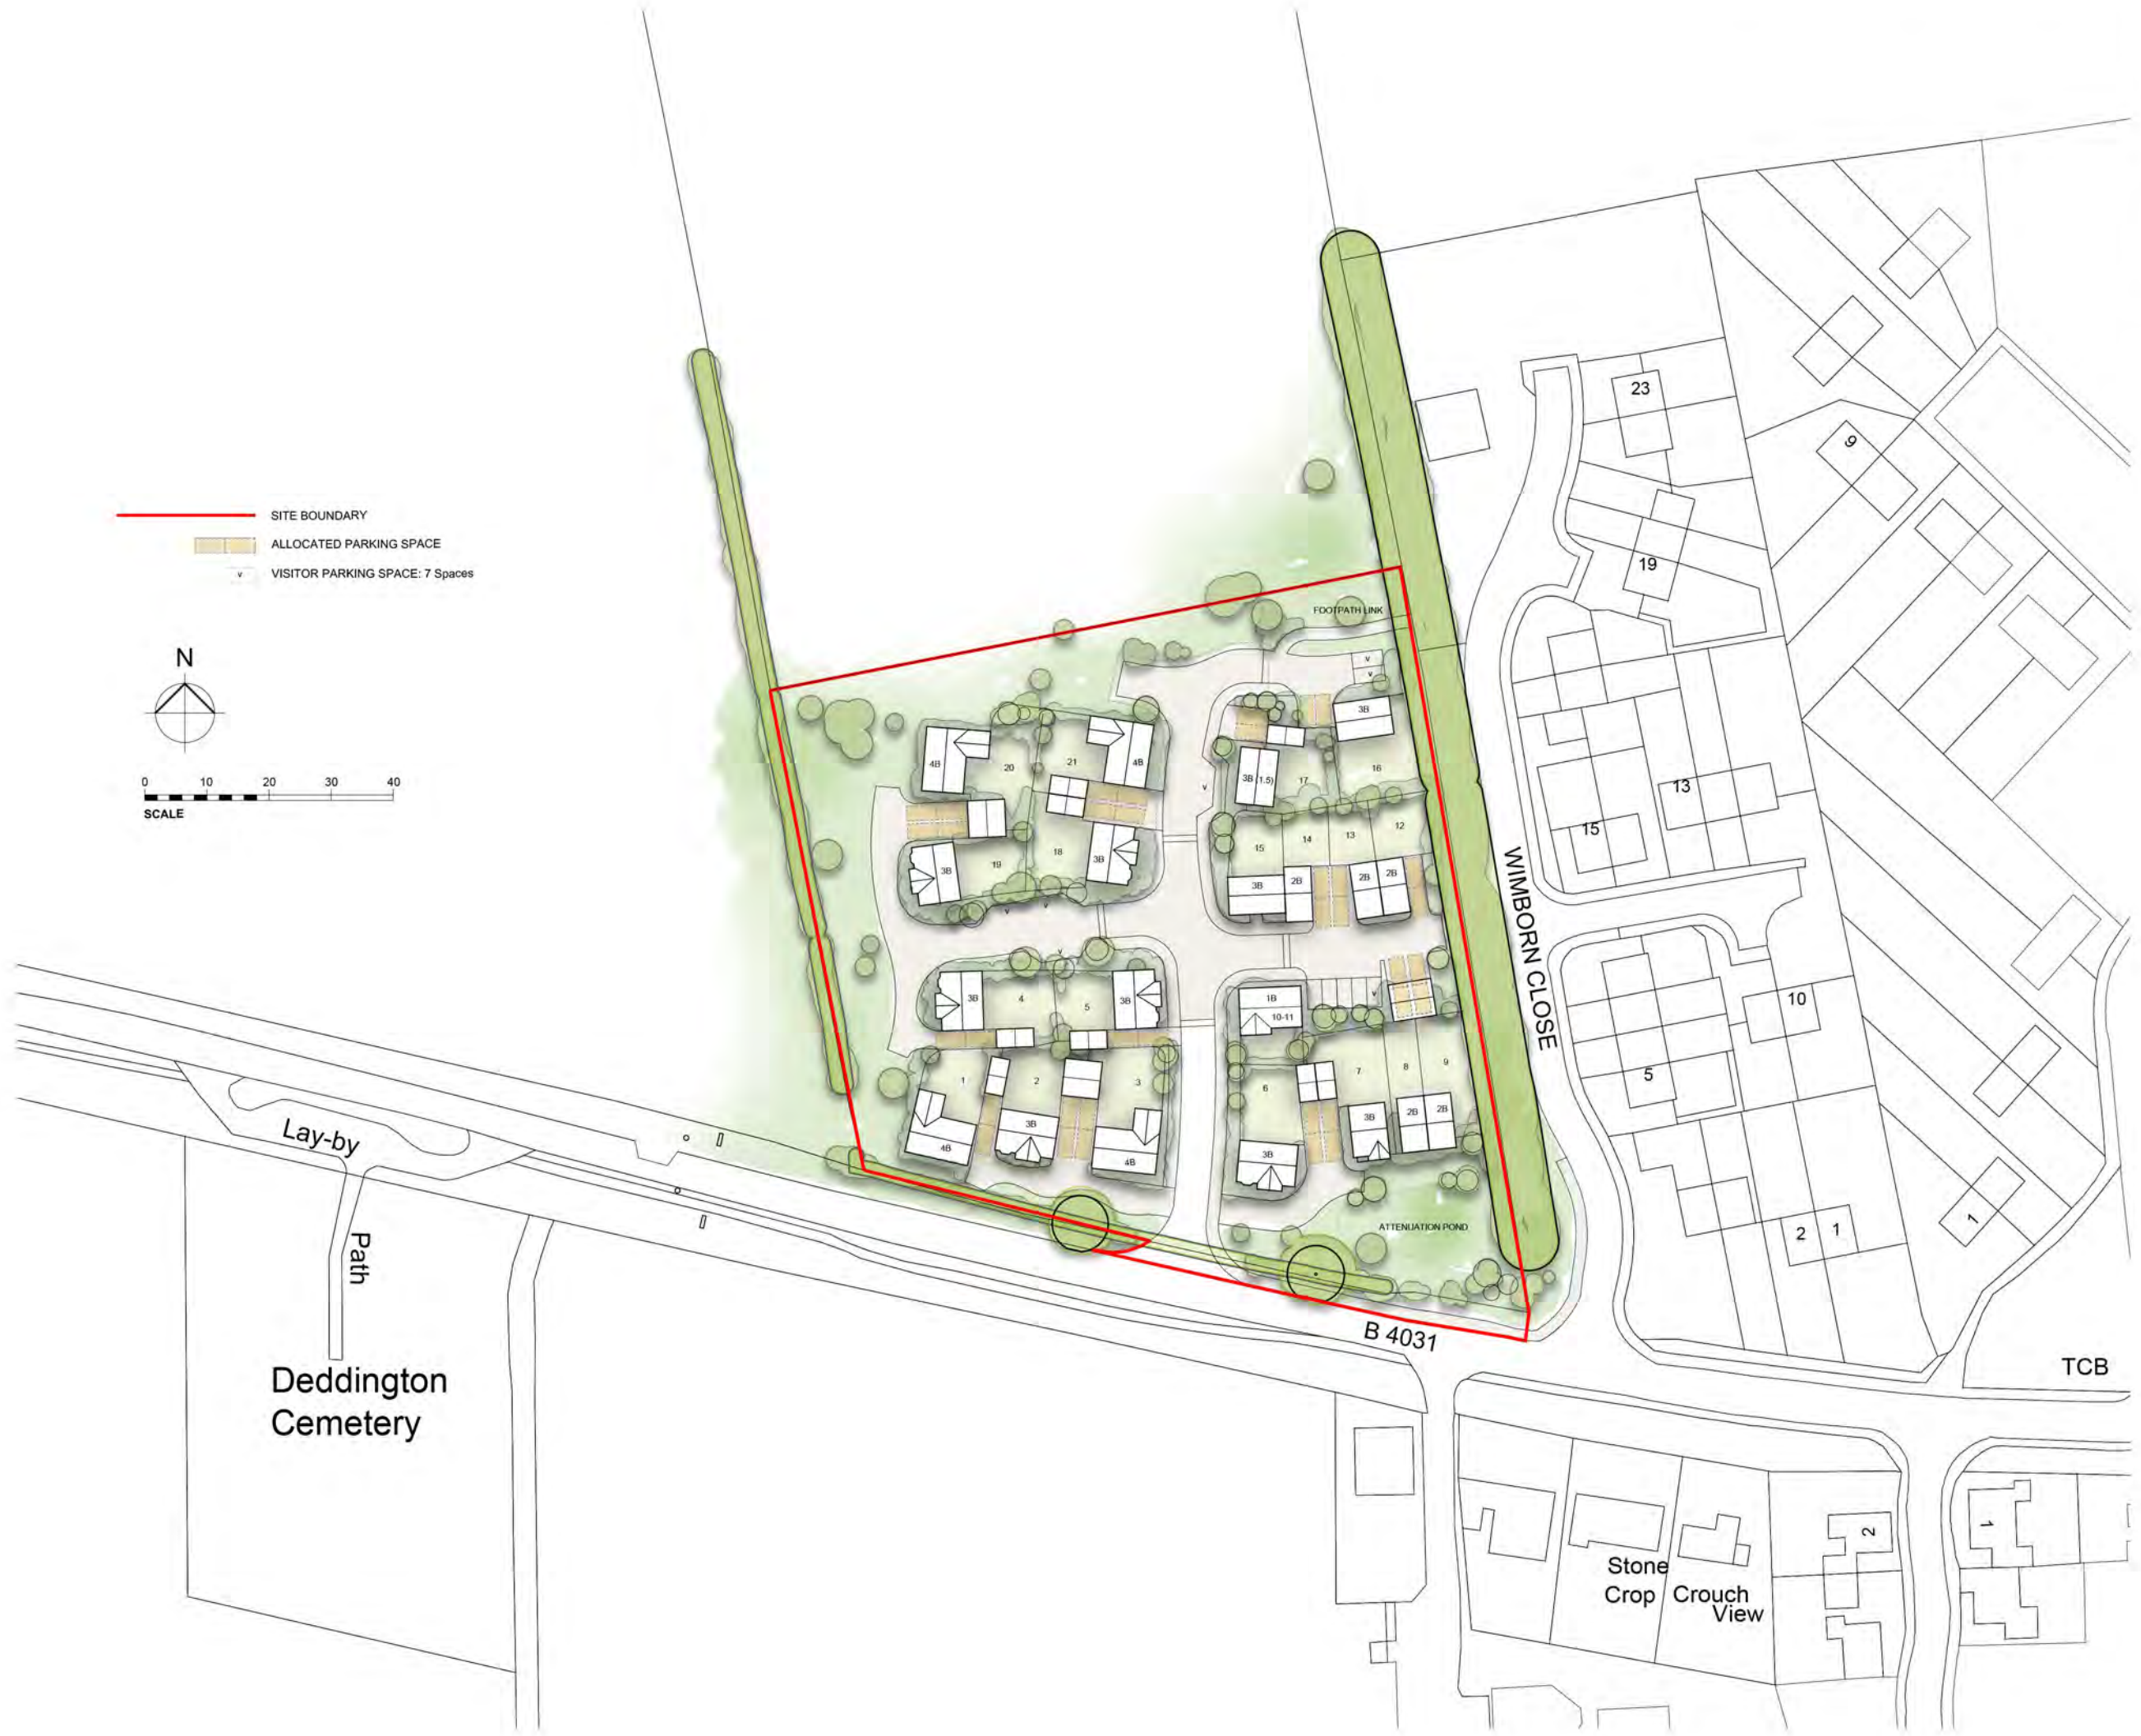 SITE BOUNDARY
ALLOCATED PARKING SPACE
v VISITOR PARKING SPACE: 7 Spaces
N
0 10 20 30 40
SCALE
FOOTPATH LINK
v
v
3B
4B
20
21
4B
3B (1.5)
17
16
v
3B
19
18
3B
15
14
13
12
3B
2B
2B
2B
v
v
v
3B
4
5
3B
1B
10-11
v
1
2
3
6
7
8
9
4B
3B
4B
3B
3B
2B
2B
ATTENUATION POND
B 4031
WIMBORN CLOSE
23
19
9
13
15
10
5
2
1
1
TCB
Lay-by
Path
Deddington
Cemetery
Stone
Crop
Crouch
View
2
1